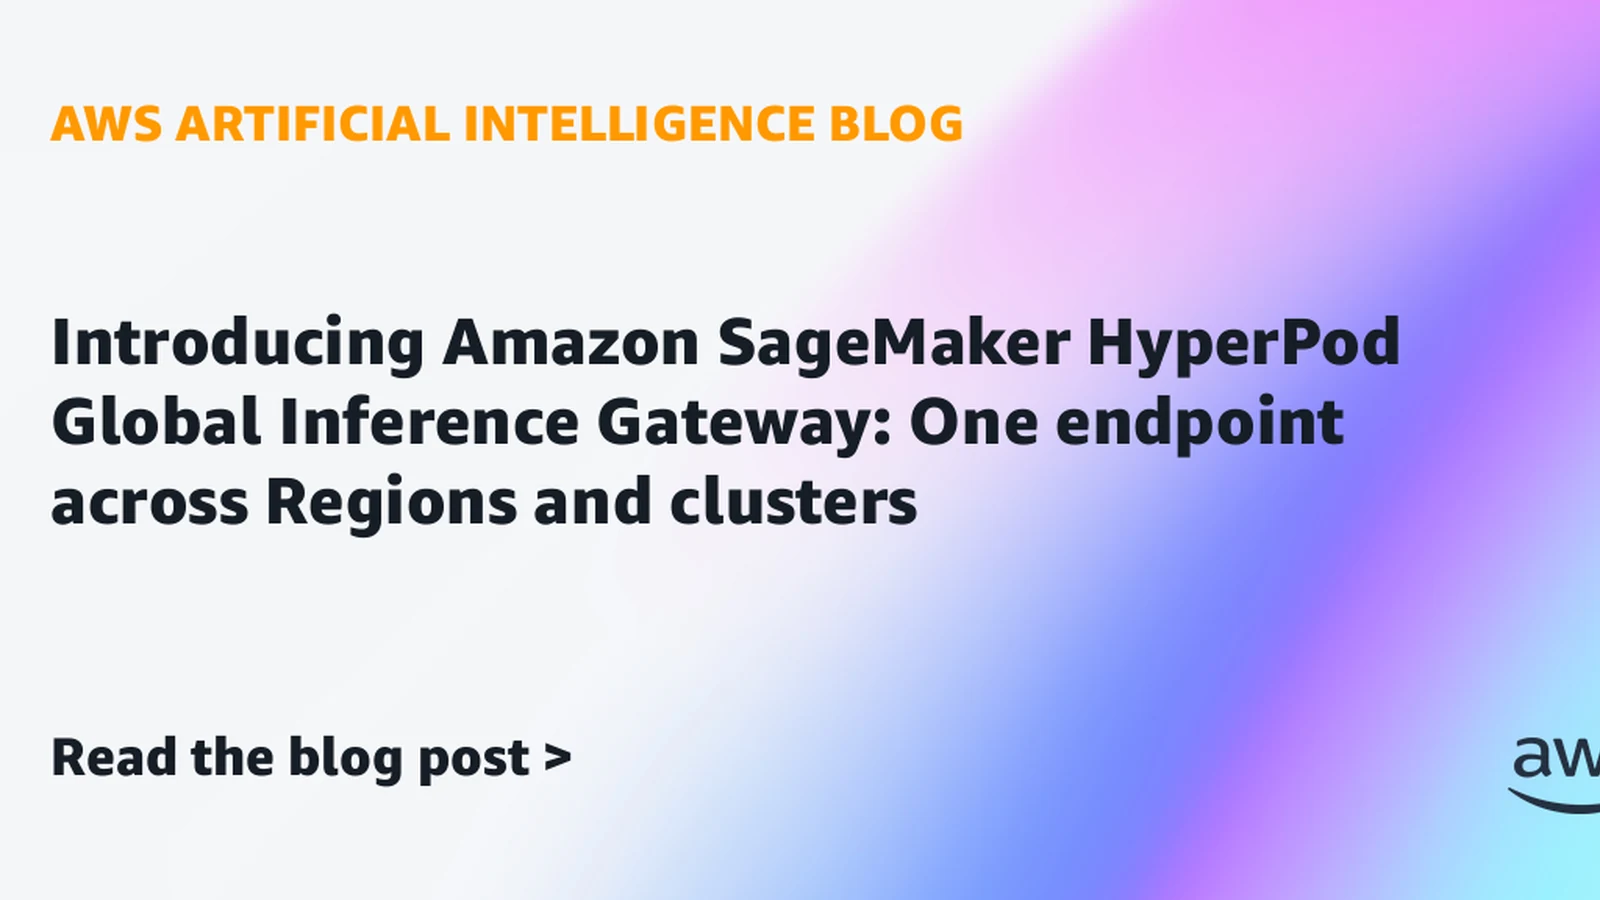 AWS ARTIFICIAL INTELLIGENCE BLOG
Introducing Amazon SageMaker HyperPod
Global Inference Gateway: One endpoint
across Regions and clusters
Read the blog post >
aw